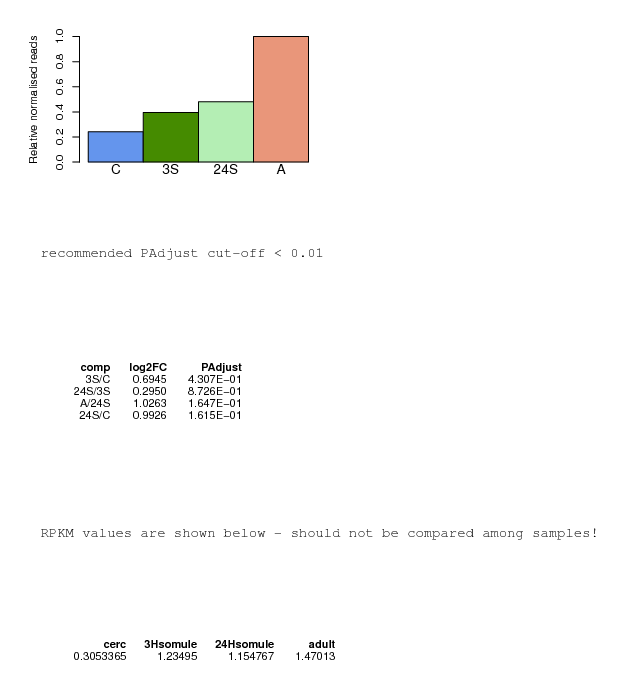 Relative normalised reads
1.0
0.8
0.6
0.4
0.2
0.0
C 3S 24S A
recommended PAdjust cut-off < 0.01
comp log2FC PAdjust
3S/C 0.6945 4.307E-01
24S/3S 0.2950 8.726E-01
A/24S 1.0263 1.647E-01
24S/C 0.9926 1.615E-01
RPKM values are shown below - should not be compared among samples!
cerc 3Hsomule 24Hsomule adult
0.3053365 1.23495 1.154767 1.47013